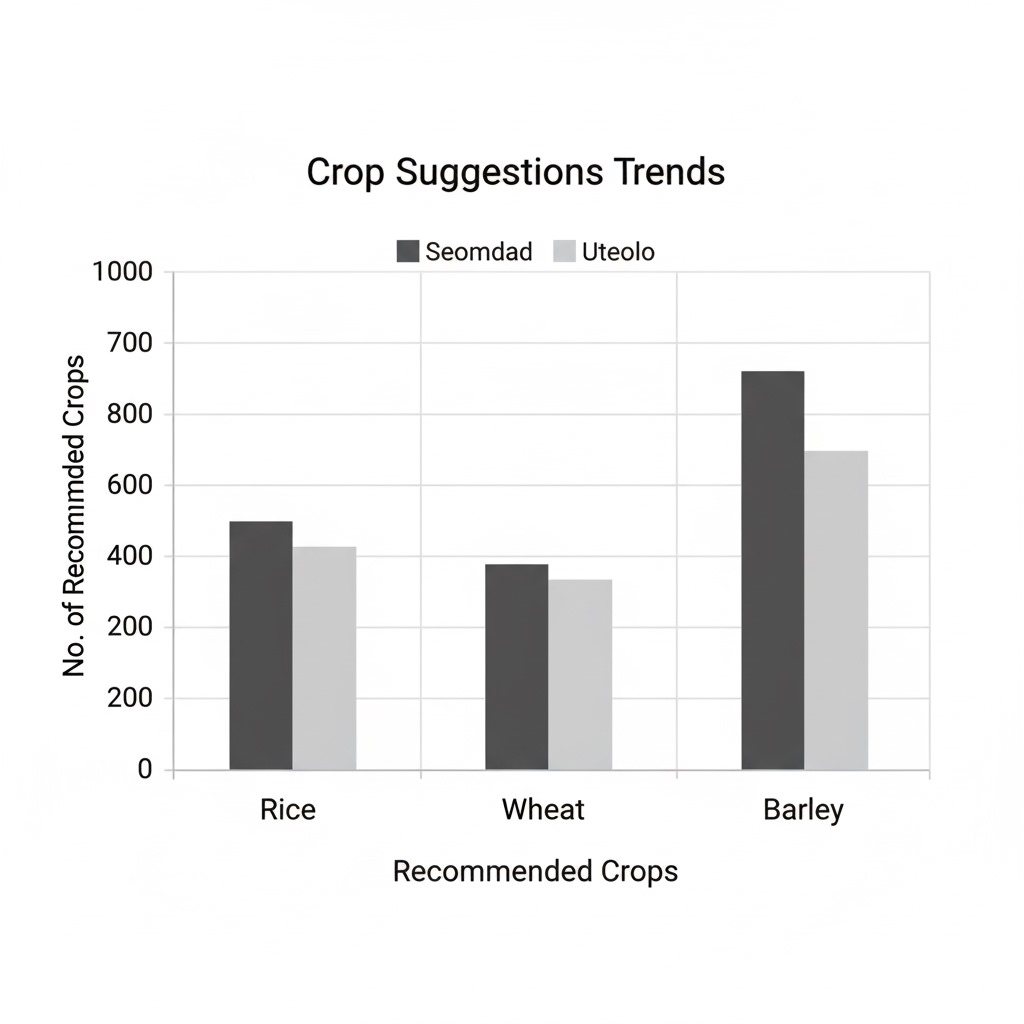 Crop Suggestions Trends
Seomdad Uteolo
1000
700
800
600
400
200
200
0
No. of Recomımded Crops
Rice Wheat Barley
Recommended Crops